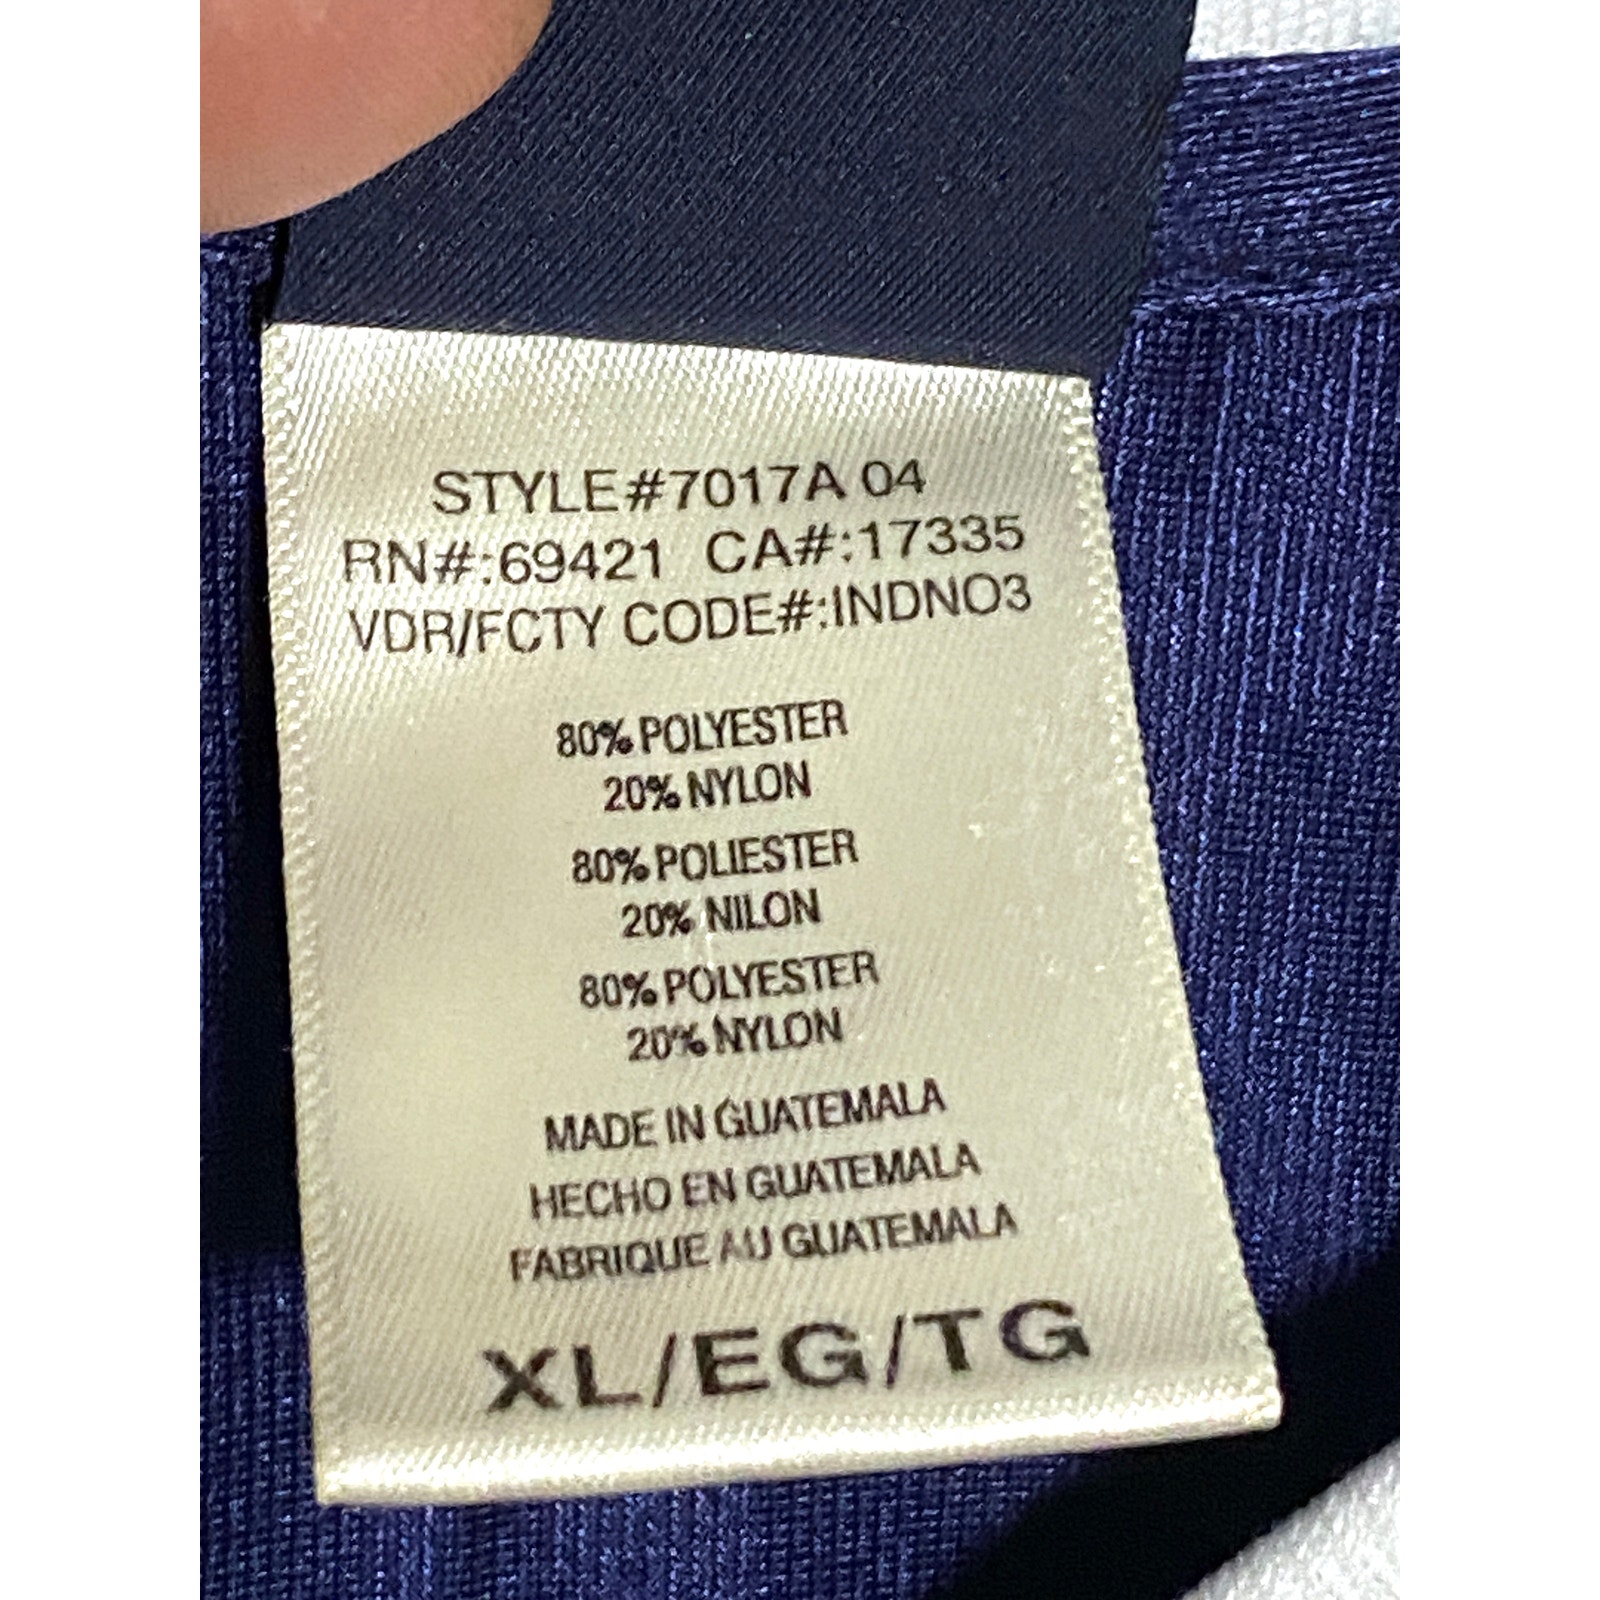 STYLE#7017A 04
RN#:69421 CA#:17335
VDR/FCTY CODE#:INDNO3
80% POLYESTER
20% NYLON
80% POLIESTER
20% NILON
80% POLYESTER
20% NYLON
MADE IN GUATEMALA
HECHO EN GUATEMALA
FABRIQUE AU GUATEMALA
XL/EG/TG